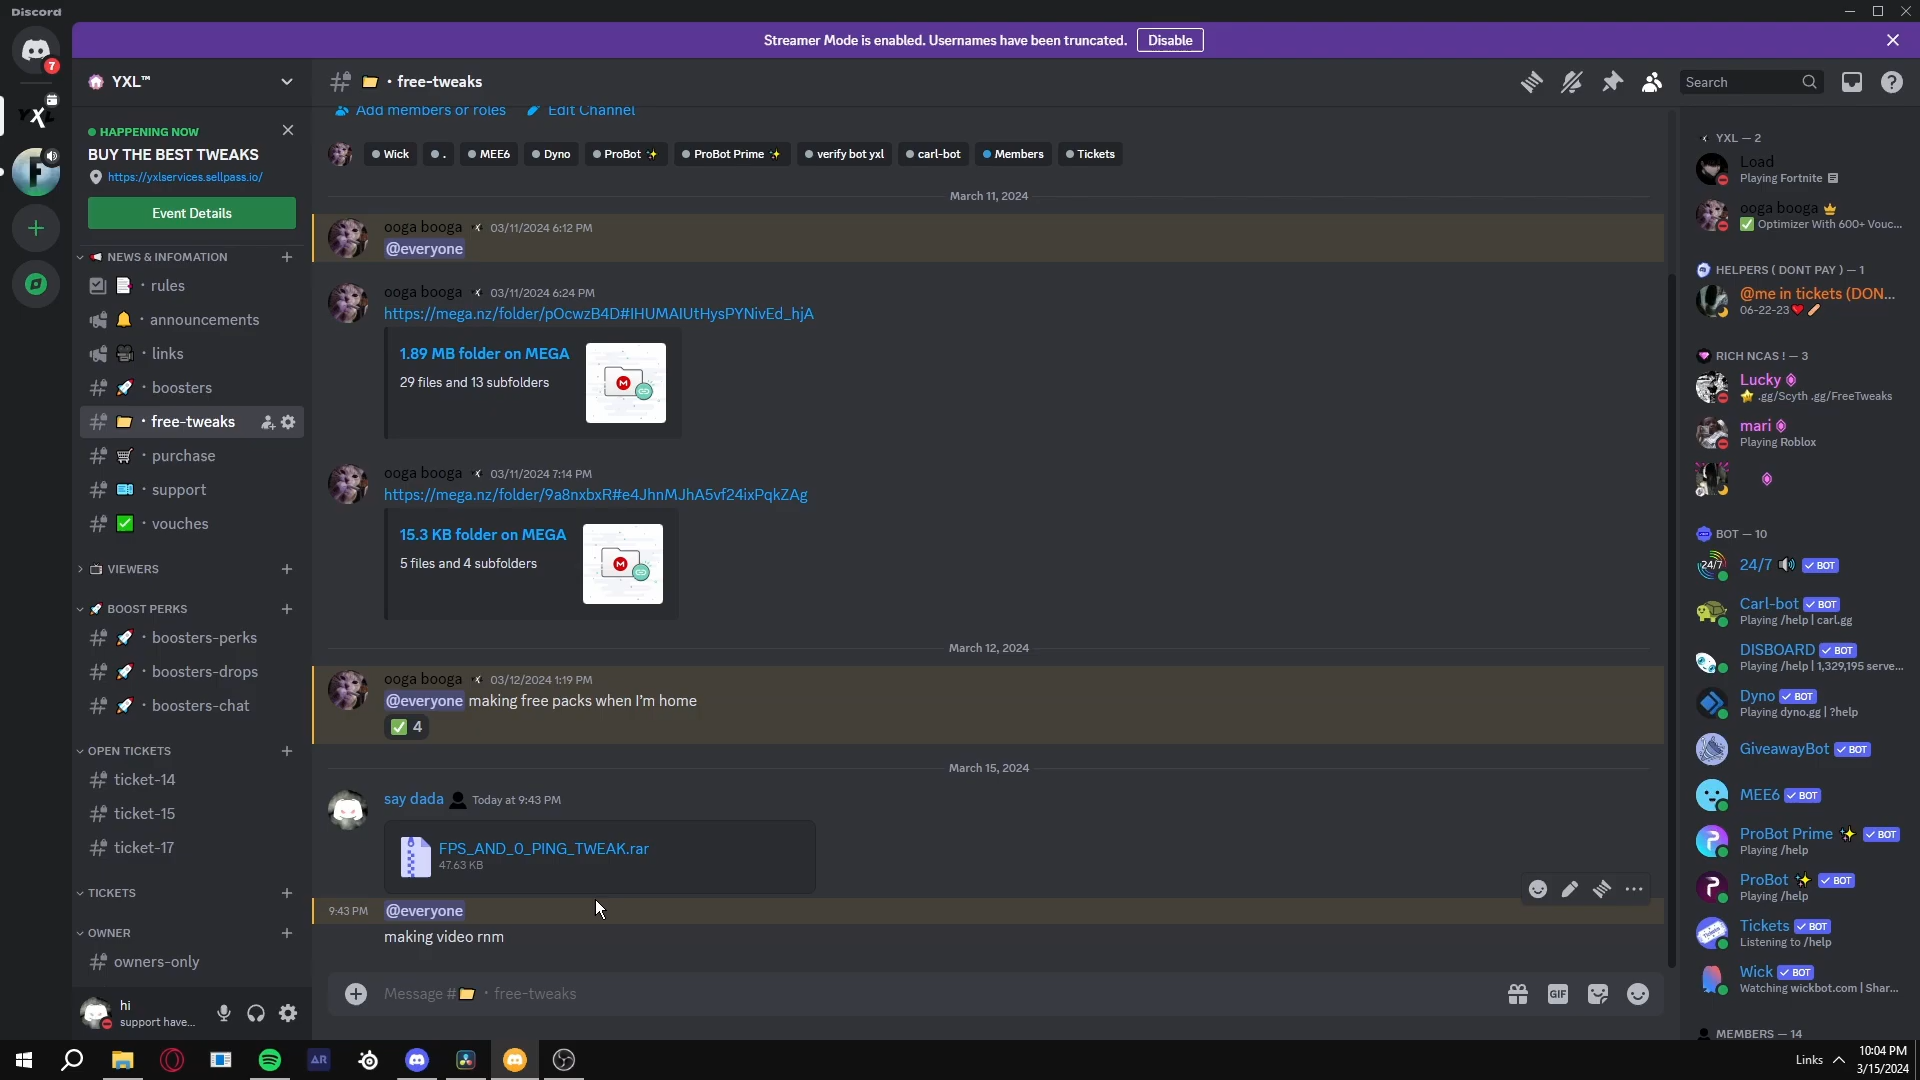 Discord
Streamer Mode is enabled. Usernames have been truncated.
Disable
7
YXL™
HAPPENING NOW
BUY THE BEST TWEAKS
https://yxlservices.sellpass.io/
Event Details
NEWS & INFOMATION
rules
announcements
links
boosters
free-tweaks
purchase
support
vouches
VIEWERS
BOOST PERKS
boosters-perks
boosters-drops
boosters-chat
OPEN TICKETS
ticket-14
ticket-15
ticket-17
TICKETS
OWNER
owners-only
hi
support have...
free-tweaks
Search
Add members or roles
Edit Channel
Wick
.
MEE6
Dyno
ProBot ✨
ProBot Prime ✨
verify bot yxl
carl-bot
Members
Tickets
March 11, 2024
ooga booga 03/11/2024 6:12 PM
@everyone
ooga booga 03/11/2024 6:24 PM
https://mega.nz/folder/pOcwzB4D#IHUMAIUtHysPYNivEd_hjA
1.89 MB folder on MEGA
29 files and 13 subfolders
ooga booga 03/11/2024 7:14 PM
https://mega.nz/folder/9a8nxbxR#e4JhnMJhA5vf24ixPqkZAg
15.3 KB folder on MEGA
5 files and 4 subfolders
March 12, 2024
ooga booga 03/12/2024 1:19 PM
@everyone making free packs when I'm home
✅ 4
March 15, 2024
say dada Today at 9:43 PM
FPS_AND_0_PING_TWEAK.rar
47.63 KB
9:43 PM @everyone
making video rnm
Message #📁・free-tweaks
GIF
YXL — 2
Load
Playing Fortnite
ooga booga
✅ Optimizer With 600+ Vouc...
HELPERS ( DONT PAY ) — 1
@me in tickets (DON...
06-22-23
RICH NCAS ! — 3
Lucky
.gg/Scyth .gg/FreeTweaks
mari
Playing Roblox
BOT — 10
24/7 BOT
Carl-bot BOT
Playing /help | carl.gg
DISBOARD BOT
Playing /help | 1,329,195 serve...
Dyno BOT
Playing dyno.gg | ?help
GiveawayBot BOT
MEE6 BOT
ProBot Prime ✨ BOT
Playing /help
ProBot ✨ BOT
Playing /help
Tickets BOT
Listening to /help
Wick BOT
Watching wickbot.com | Shar...
MEMBERS — 14
AR
Links
10:04 PM
3/15/2024